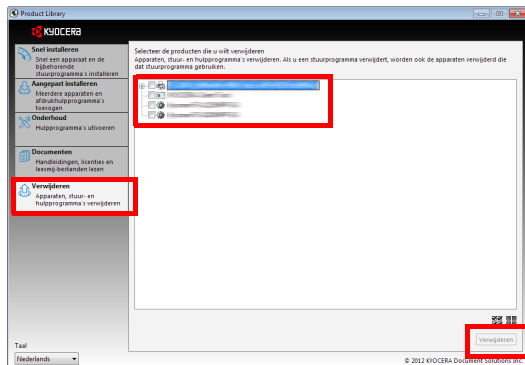 Product Library
KYOCERA
Snel installeren
Snel een apparaat en de
bijbehorende
stuurprogramma's installeren
Aangepast installeren
Meerdere apparaten en
afdrukhulpprogramma's
toevoegen
Onderhoud
Hulpprogramma's uitvoeren
Documenten
Handleidingen, licenties en
leesmij-bestanden lezen
Verwijderen
Apparaten, stuur- en
hulpprogramma's verwijderen
Taal
Nederlands
Selecteer de producten die u wilt verwijderen
Apparaten, stuur- en hulpprogramma's verwijderen. Als u een stuurprogramma verwijdert, worden ook de apparaten verwijderd die
dat stuurprogramma gebruiken.
Verwijderen
© 2012 KYOCERA Document Solutions Inc.